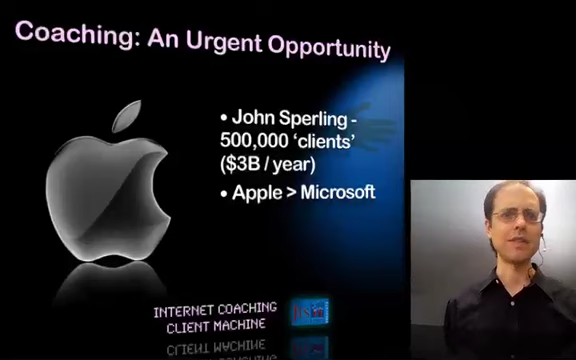 Coaching: An Urgent Opportunity
• John Sperling -
500,000 'clients'
($3B / year)
• Apple > Microsoft
INTERNET COACHING
CLIENT MACHINE